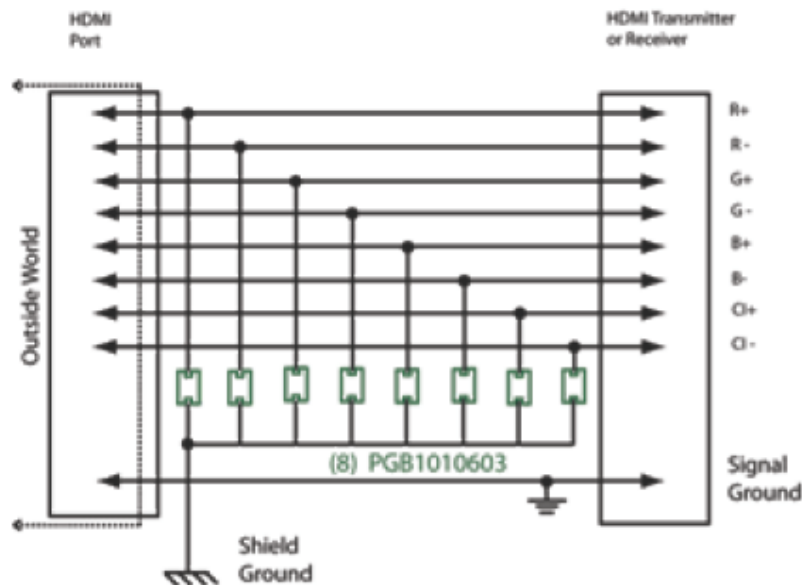 HDMI
Port
HDMI Transmitter
or Receiver
R+
R -
G+
G -
B+
B-
Cl+
Cl -
Outside World
(8) PGB1010603
Signal
Ground
Shield
Ground